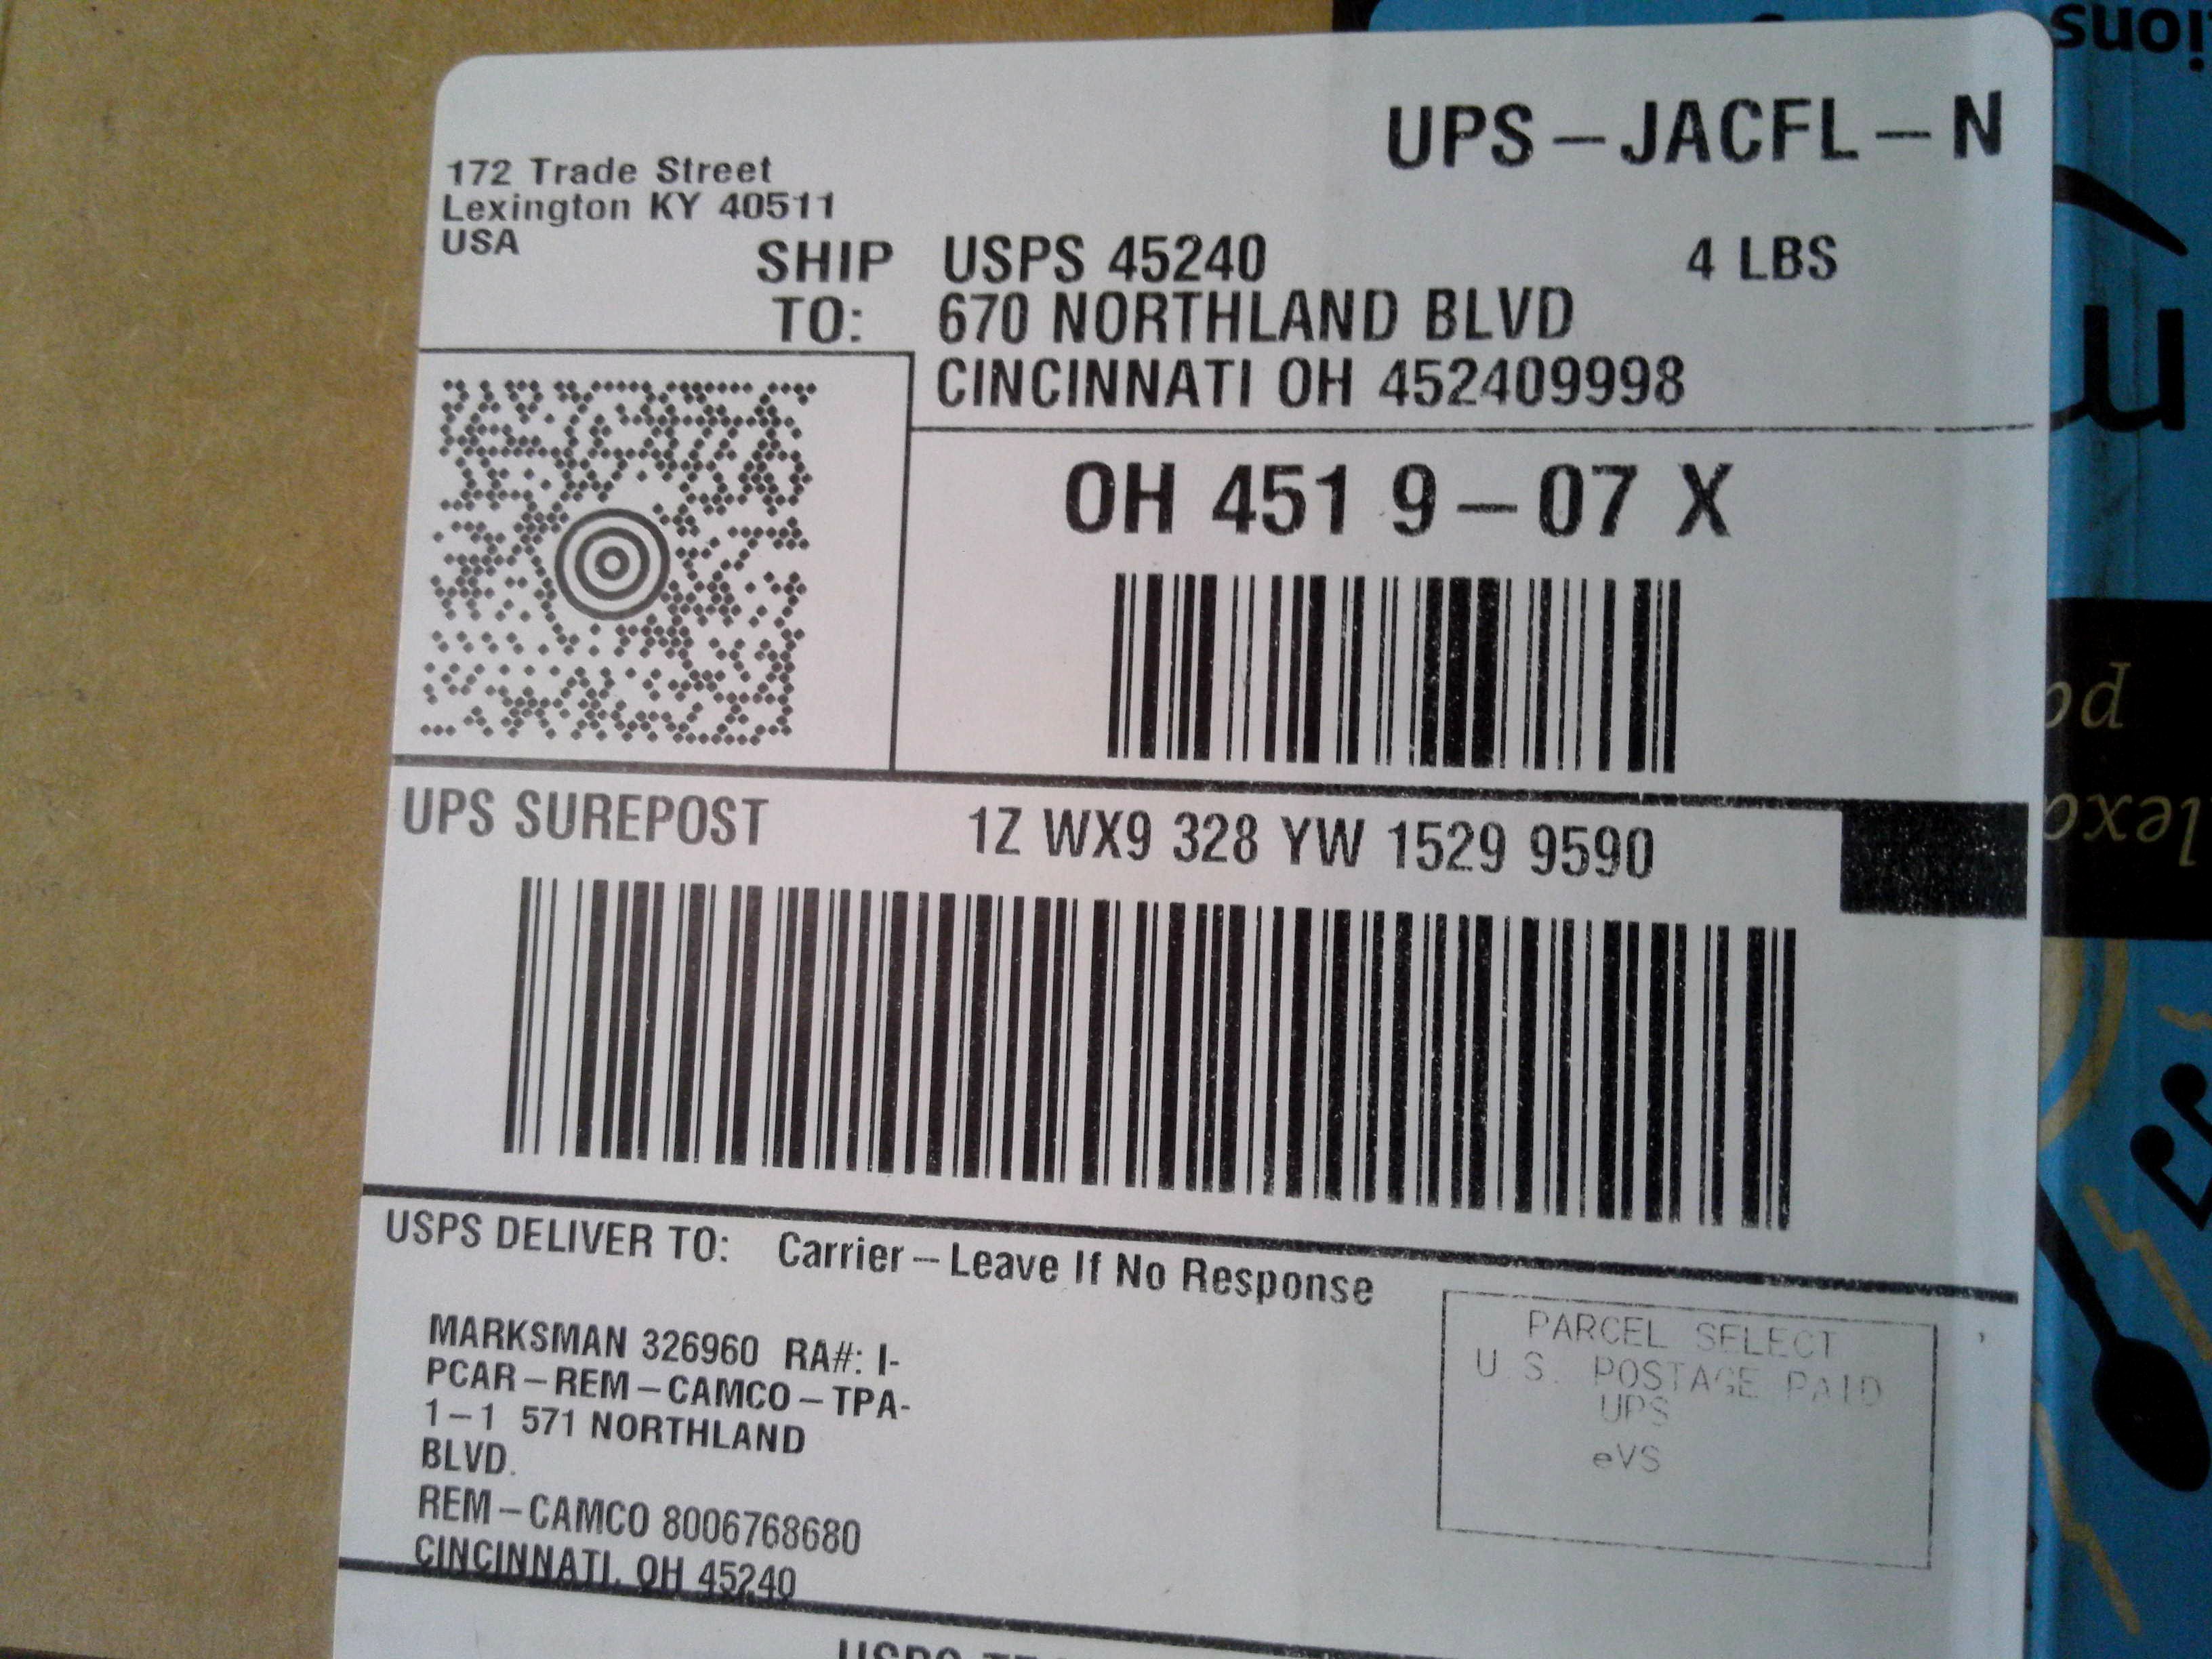 UPS – JACFL – N
172 Trade Street
Lexington KY 40511
USA
SHIP TO:
USPS 45240
4 LBS
670 NORTHLAND BLVD
CINCINNATI OH 452409998
OH 451 9 – 07 X
UPS SUREPOST
1Z WX9 328 YW 1529 9590
USPS DELIVER TO: Carrier – Leave If No Response
MARKSMAN 326960 RA#: I-
PCAR – REM – CAMCO – TPA-
1 – 1 571 NORTHLAND
BLVD.
REM – CAMCO 8006768680
CINCINNATI, OH 45240
PARCEL SELECT
U.S. POSTAGE PAID
UPS
eVS